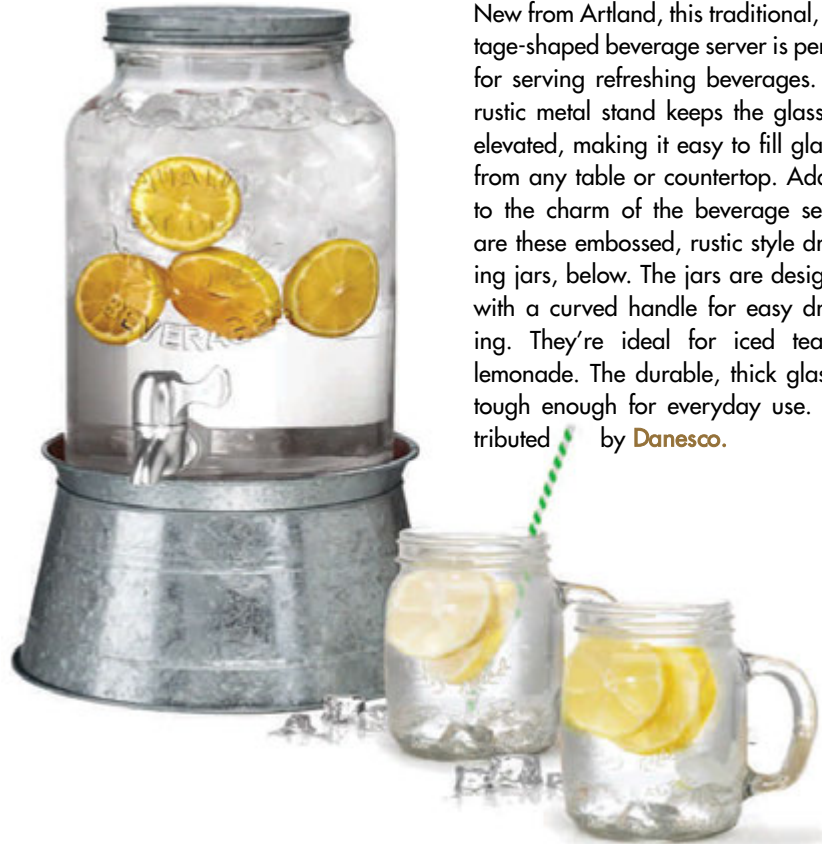 New from Artland, this traditional,
tage-shaped beverage server is per
for serving refreshing beverages.
rustic metal stand keeps the glass
elevated, making it easy to fill gla
from any table or countertop. Add
to the charm of the beverage se
are these embossed, rustic style dr
ing jars, below. The jars are desig
with a curved handle for easy dr
ing. They’re ideal for iced tea
lemonade. The durable, thick glas
tough enough for everyday use.
tributed by Danesco.
BEVERAGE